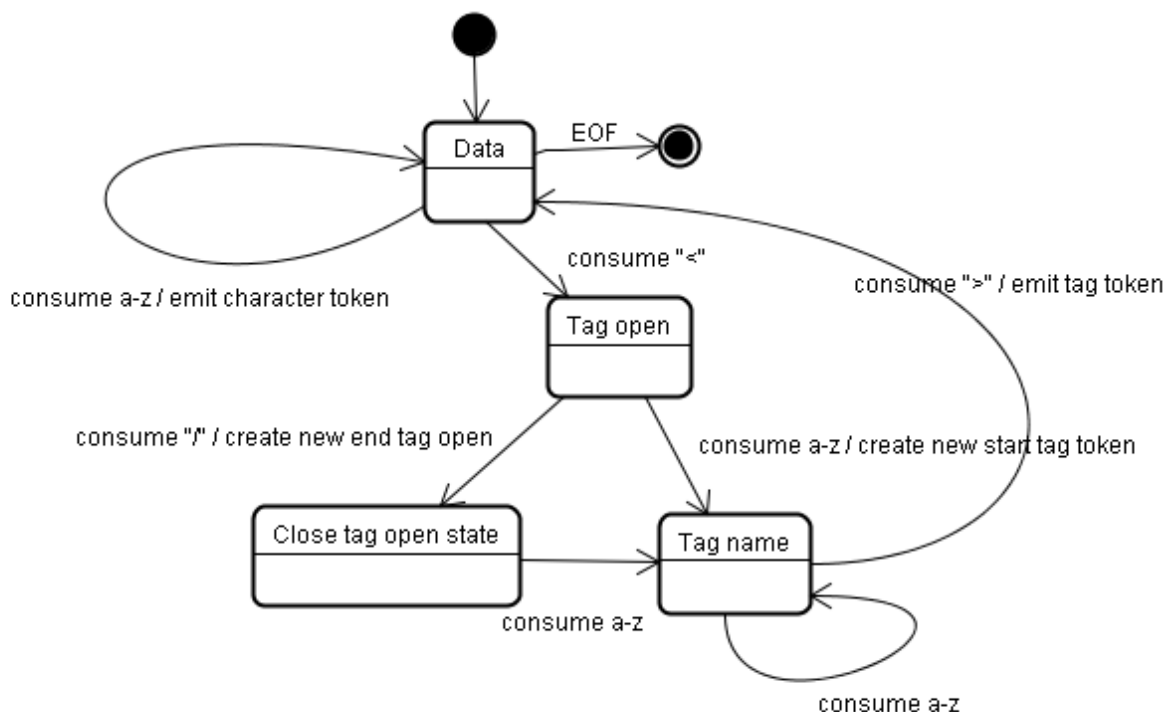 Data
EOF
consume "<"
consume a-z / emit character token
consume ">" / emit tag token
Tag open
consume "/" / create new end tag open
consume a-z / create new start tag token
Close tag open state
Tag name
consume a-z
consume a-z